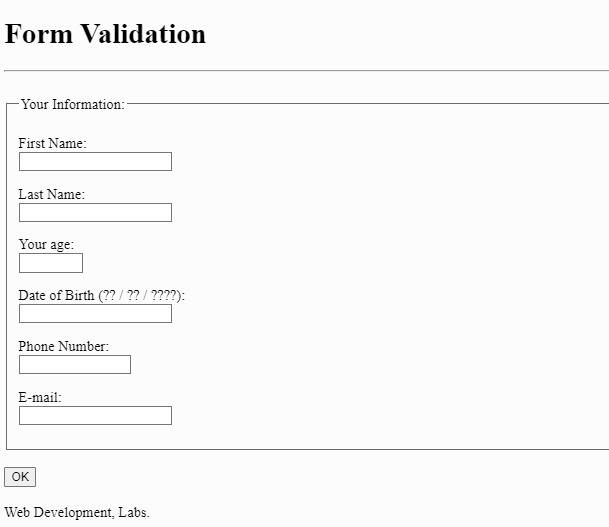 Form Validation
Your Information:
First Name:
Last Name:
Your age:
Date of Birth (?? / ?? / ????):
Phone Number:
E-mail:
OK
Web Development, Labs.